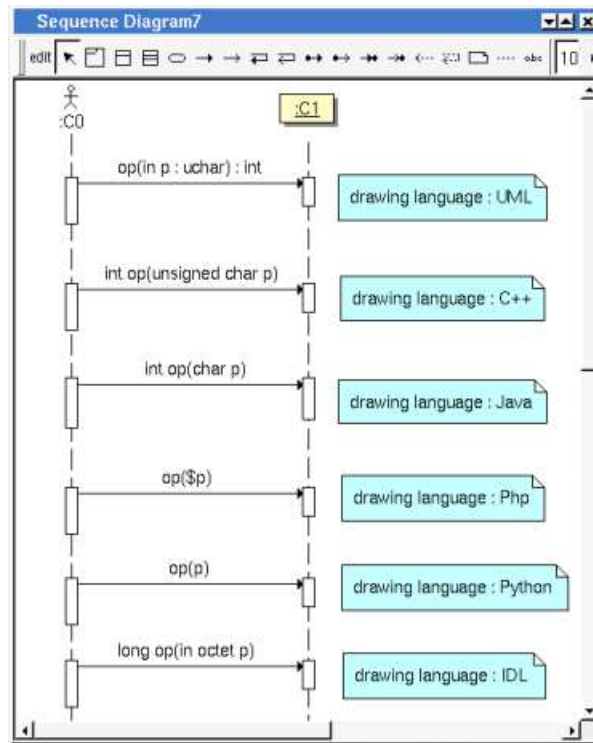 Sequence Diagram7
edit
abc
10
:C0
:C1
op(in p : uchar) : int
drawing language : UML
int op(unsigned char p)
drawing language : C++
int op(char p)
drawing language : Java
op($p)
drawing language : Php
op(p)
drawing language : Python
long op(in octet p)
drawing language : IDL